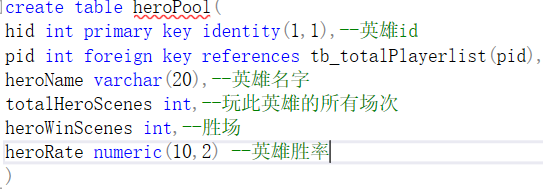 create table heroPool(
hid int primary key identity(1,1),--英雄id
pid int foreign key references tb_totalPlayerlist(pid),
heroName varchar(20),--英雄名字
totalHeroScenes int,--玩此英雄的所有场次
heroWinScenes int,--胜场
heroRate numeric(10,2) --英雄胜率
)